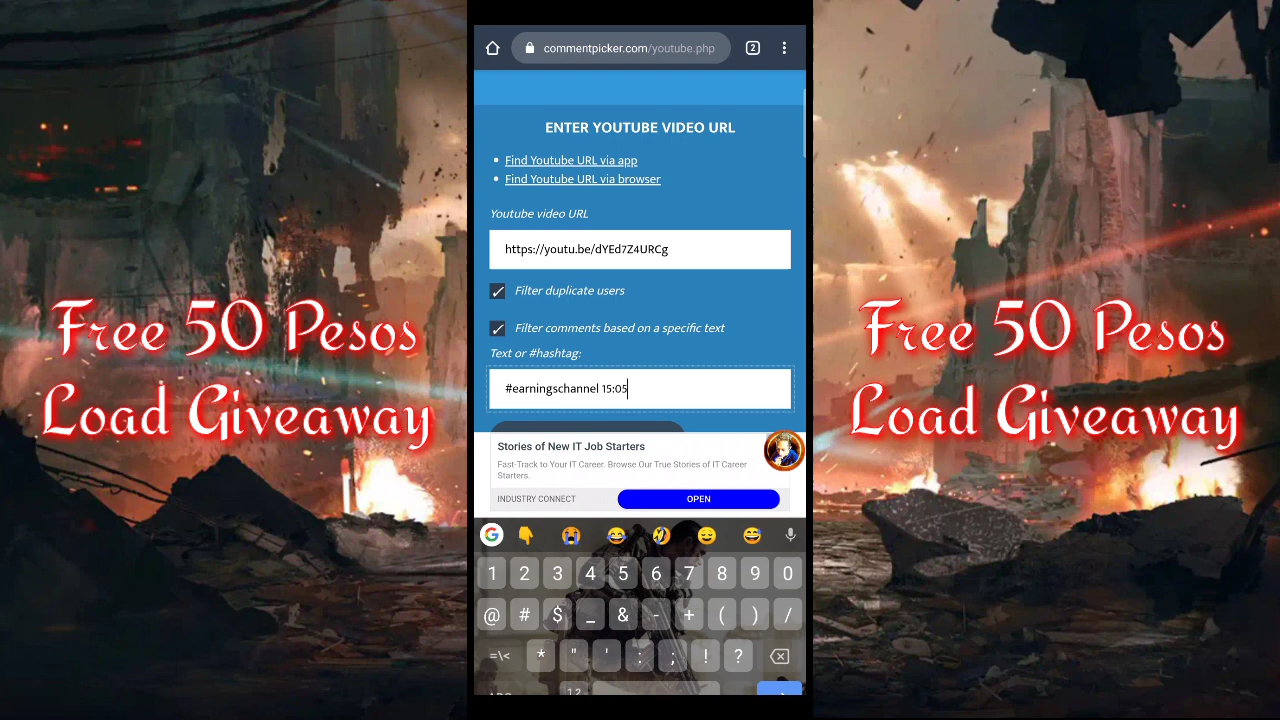 Free 50 Pesos
Load Giveaway
commentpicker.com/youtube.php
2
ENTER YOUTUBE VIDEO URL
Find Youtube URL via app
Find Youtube URL via browser
Youtube video URL
https://youtu.be/dYEd7Z4URCg
Filter duplicate users
Filter comments based on a specific text
Text or #hashtag:
#earningschannel 15:05
Stories of New IT Job Starters
Fast-Track to Your IT Career. Browse Our True Stories of IT Career
Starters.
INDUSTRY CONNECT
OPEN
G
1 2 3 4 5 6 7 8 9 0
@ # $ _ & - + ( ) /
=\< * " ' : ; ! ?
1 2
Free 50 Pesos
Load Giveaway